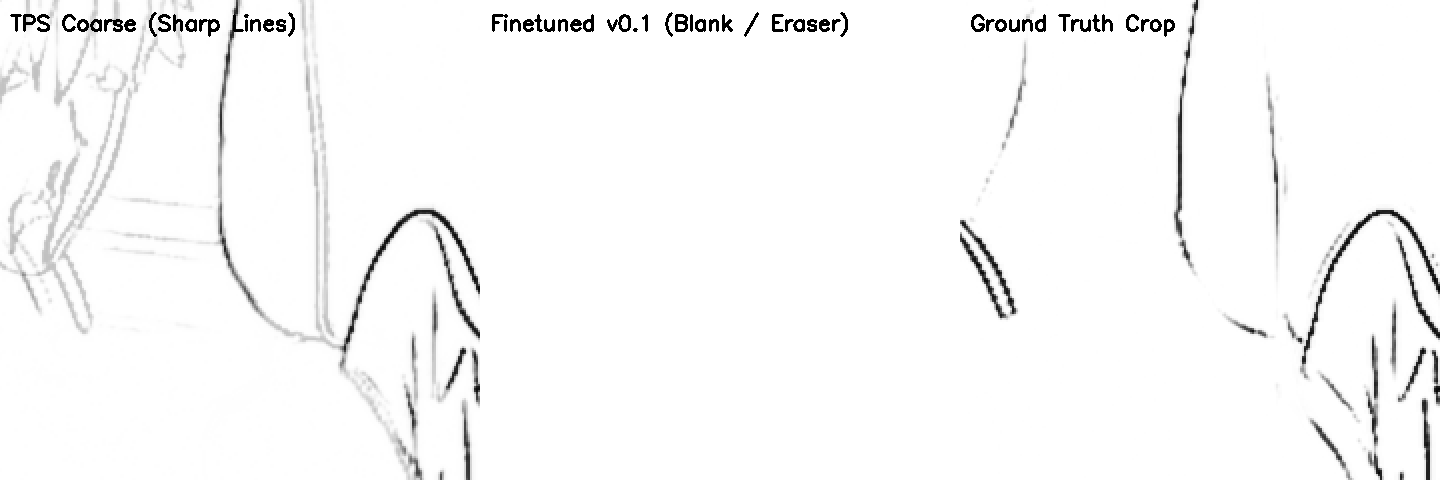 TPS Coarse (Sharp Lines)
Finetuned v0.1 (Blank / Eraser)
Ground Truth Crop